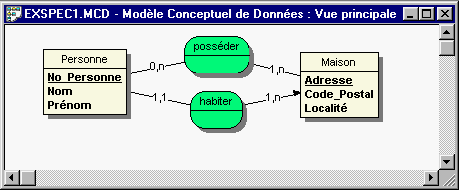 EXSPEC1.MCD - Modèle Conceptuel de Données : Vue principale
posséder
Personne
0,n
1,n
Maison
No_Personne
Nom
Prénom
Adresse
Code_Postal
Localité
1,1
habiter
1,n